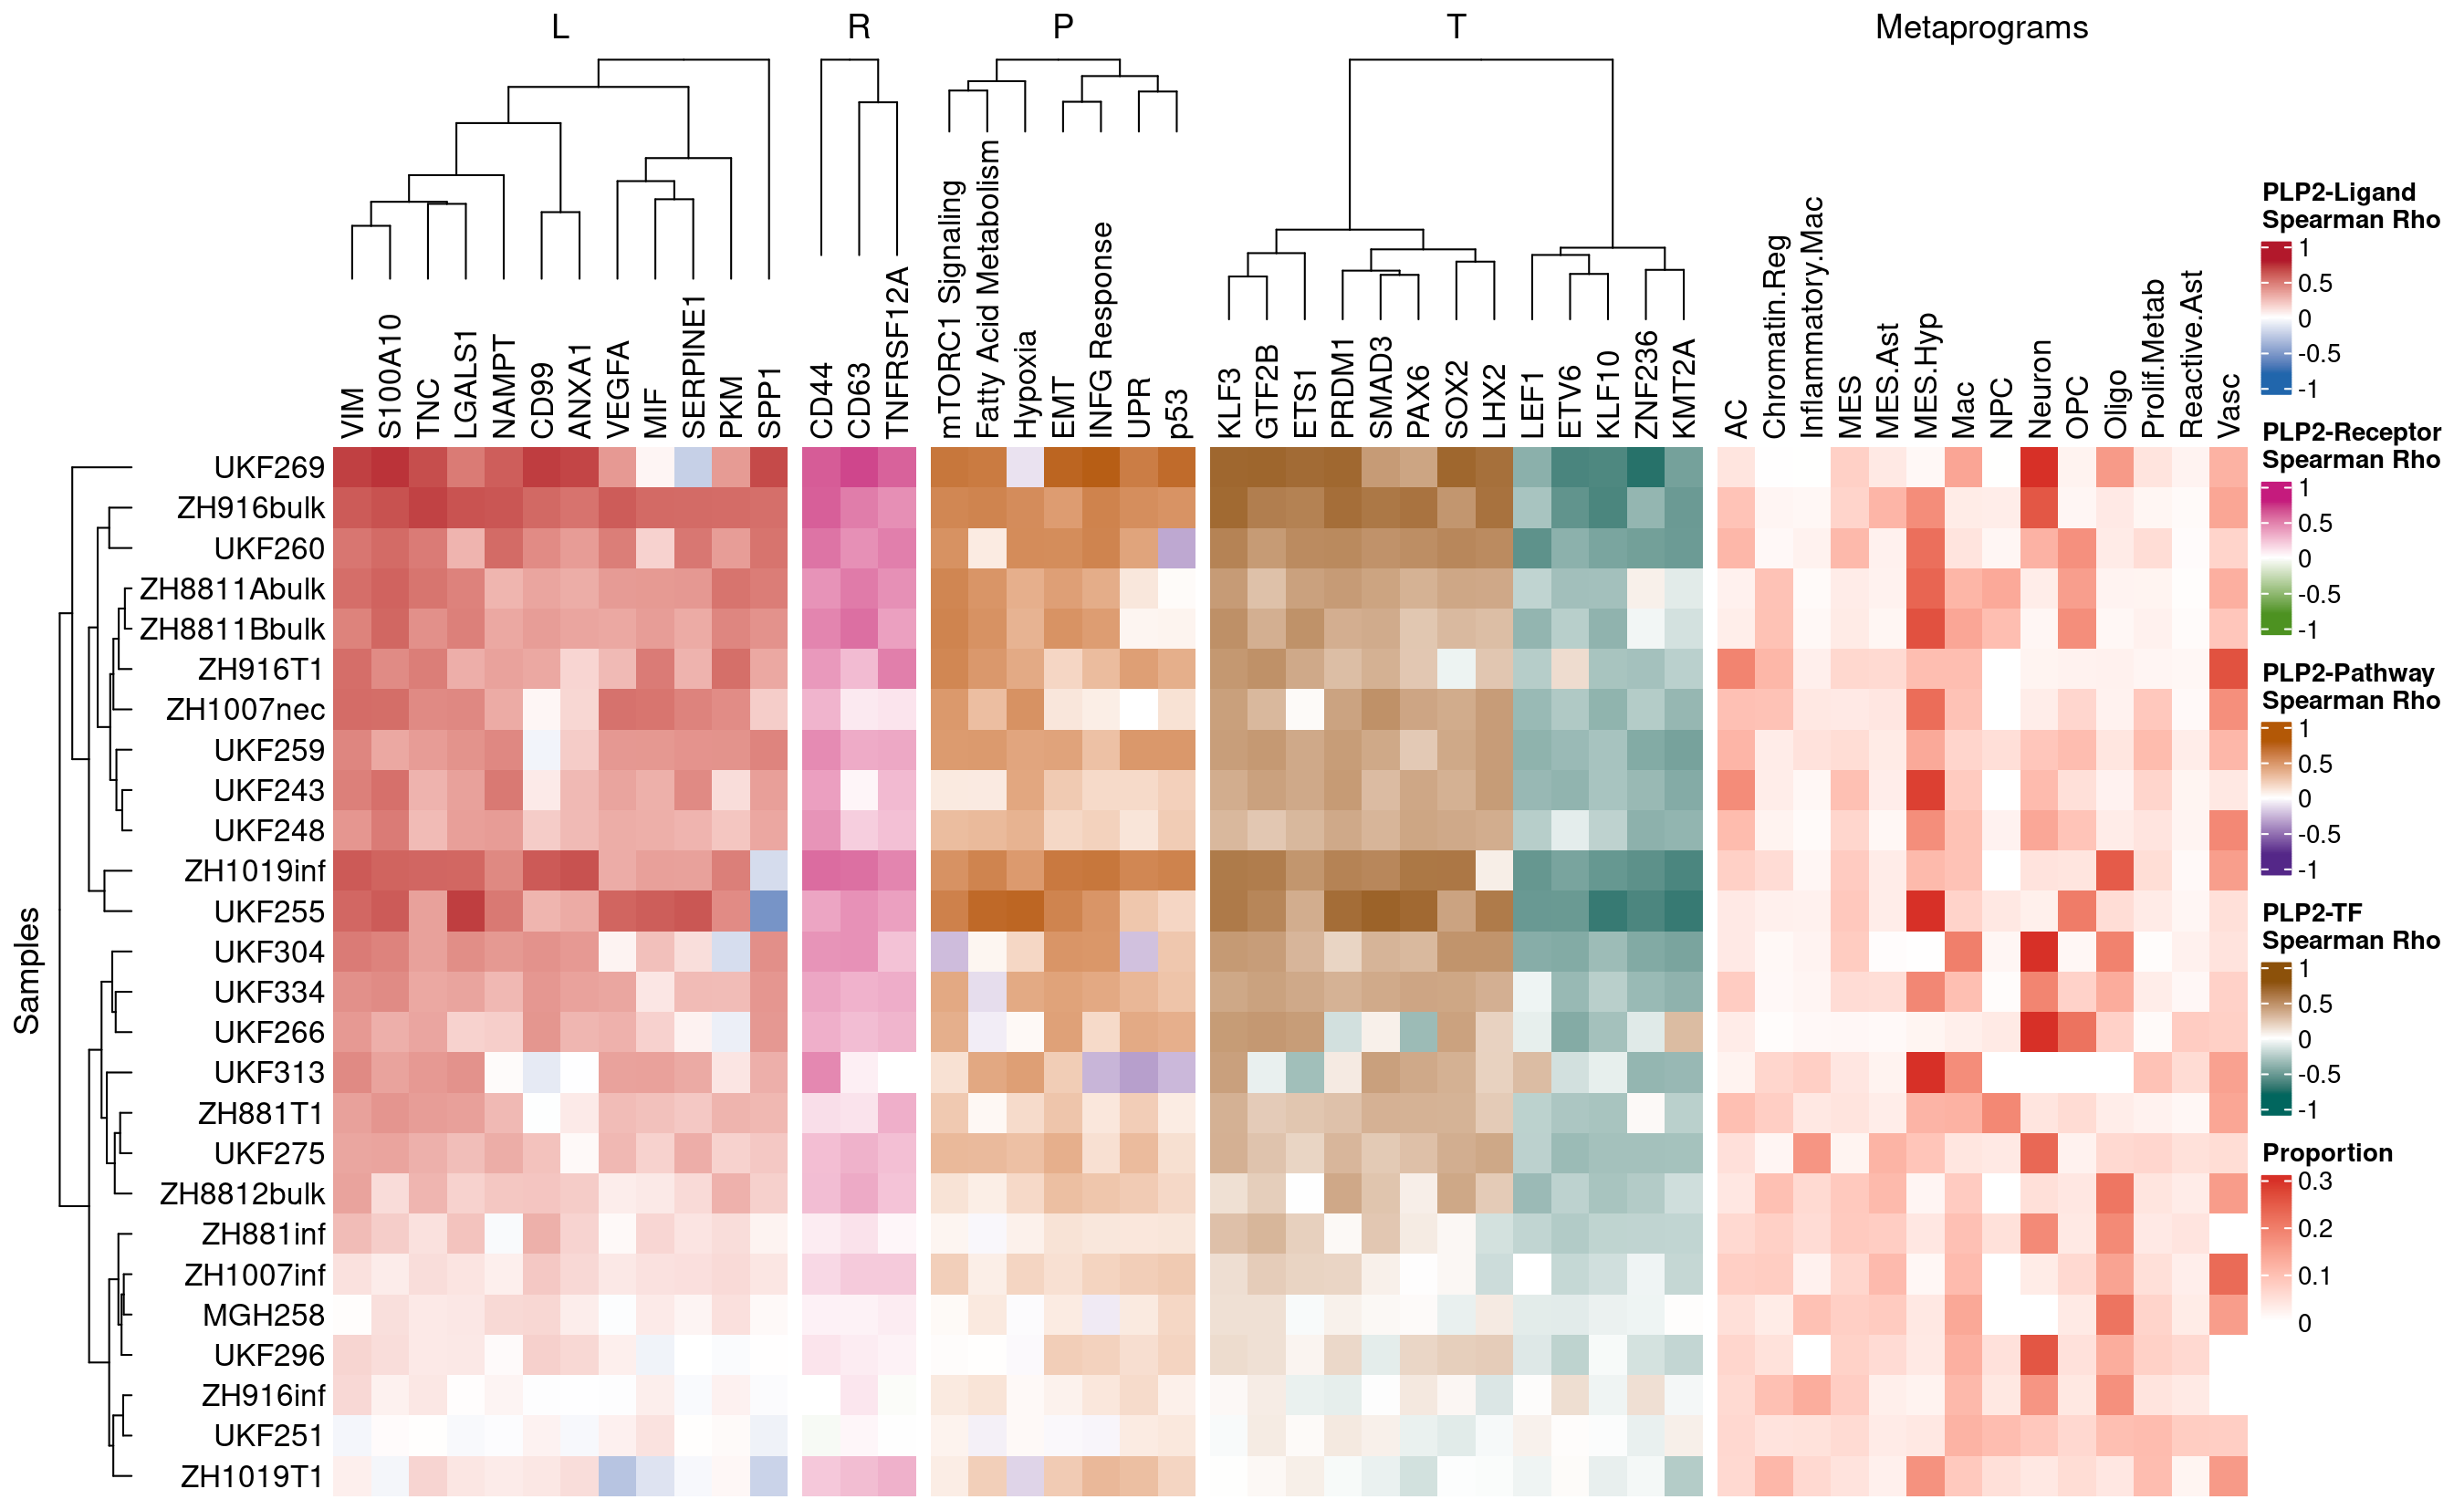 L
R
P
T
Metaprograms
VIM
S100A10
TNC
LGALS1
NAMPT
CD99
ANXA1
VEGFA
MIF
SERPINE1
PKM
SPP1
CD44
CD63
TNFRSF12A
mTORC1 Signaling
Fatty Acid Metabolism
Hypoxia
EMT
INFG Response
UPR
p53
KLF3
GTF2B
ETS1
PRDM1
SMAD3
PAX6
SOX2
LHX2
LEF1
ETV6
KLF10
ZNF236
KMT2A
AC
Chromatin.Reg
Inflammatory.Mac
MES
MES.Ast
MES.Hyp
Mac
NPC
Neuron
OPC
Oligo
Prolif.Metab
Reactive.Ast
Vasc
Samples
UKF269
ZH916bulk
UKF260
ZH8811Abulk
ZH8811Bbulk
ZH916T1
ZH1007nec
UKF259
UKF243
UKF248
ZH1019inf
UKF255
UKF304
UKF334
UKF266
UKF313
ZH881T1
UKF275
ZH8812bulk
ZH881inf
ZH1007inf
MGH258
UKF296
ZH916inf
UKF251
ZH1019T1
PLP2-Ligand
Spearman Rho
1
0.5
0
-0.5
-1
PLP2-Receptor
Spearman Rho
1
0.5
0
-0.5
-1
PLP2-Pathway
Spearman Rho
1
0.5
0
-0.5
-1
PLP2-TF
Spearman Rho
1
0.5
0
-0.5
-1
Proportion
0.3
0.2
0.1
0